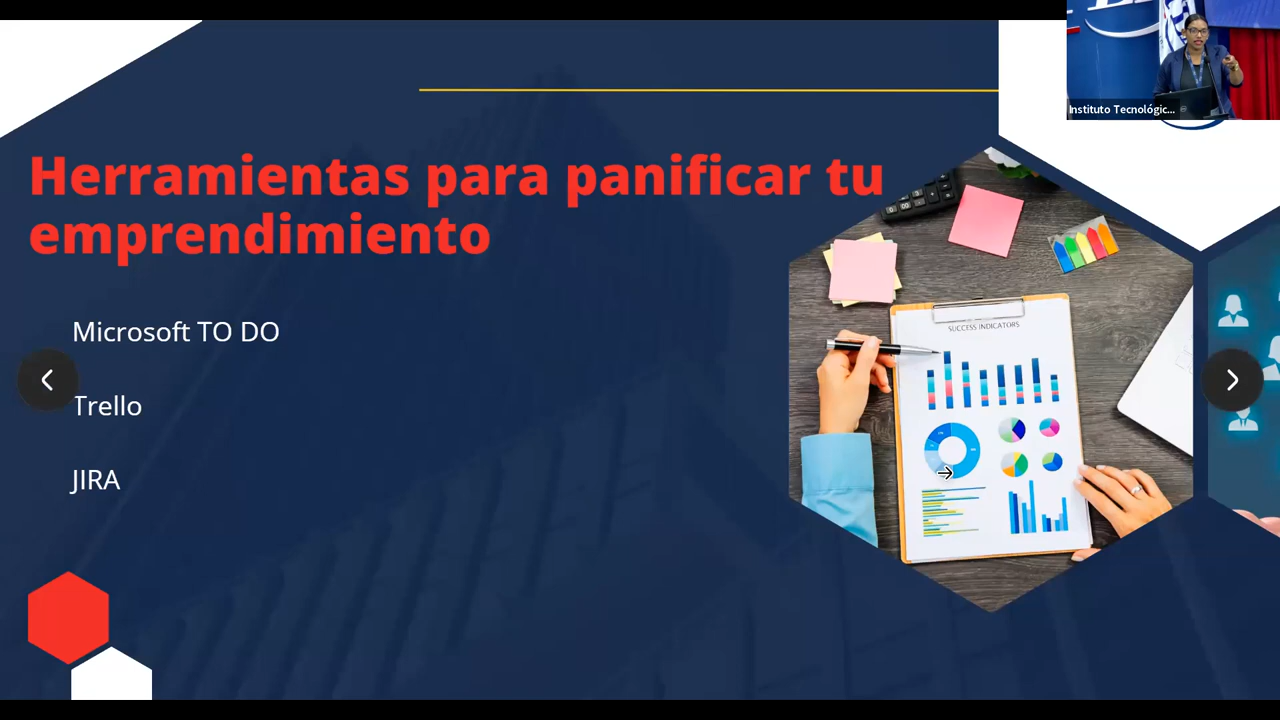 Instituto Tecnológic...
Herramientas para panificar tu
emprendimiento
Microsoft TO DO
Trello
JIRA
SUCCESS INDICATORS